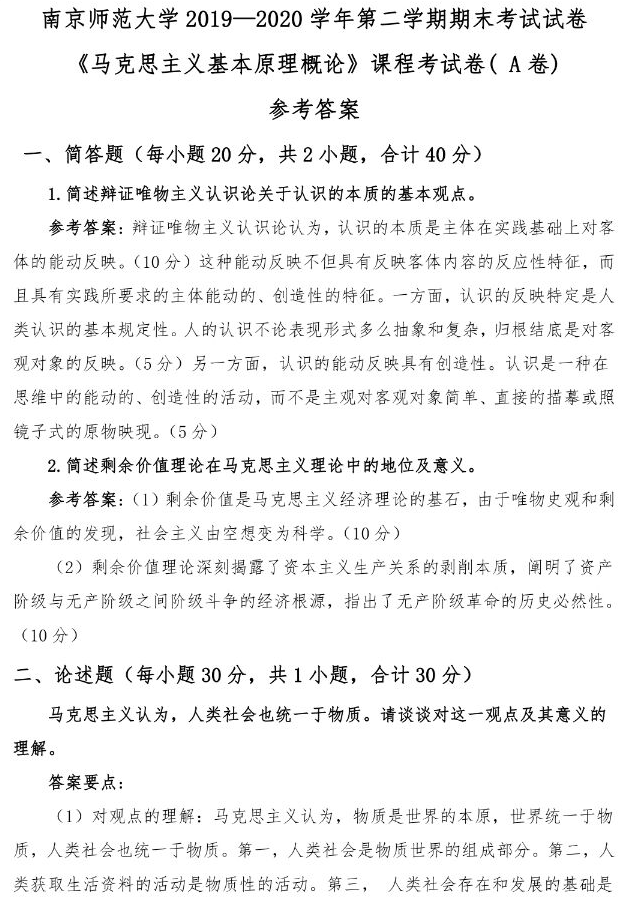 南京师范大学 2019—2020 学年第二学期期末考试试卷
《马克思主义基本原理概论》课程考试卷( A 卷)
参考答案
一、简答题（每小题 20 分，共 2 小题，合计 40 分）
1.简述辩证唯物主义认识论关于认识的本质的基本观点。
参考答案：辩证唯物主义认识论认为，认识的本质是主体在实践基础上对客
体的能动反映。（10 分）这种能动反映不但具有反映客体内容的反应性特征，而
且具有实践所要求的主体能动的、创造性的特征。一方面，认识的反映特定是人
类认识的基本规定性。人的认识不论表现形式多么抽象和复杂，归根结底是对客
观对象的反映。（5 分）另一方面，认识的能动反映具有创造性。认识是一种在
思维中的能动的、创造性的活动，而不是主观对客观对象简单、直接的描摹或照
镜子式的原物映现。（5 分）
2.简述剩余价值理论在马克思主义理论中的地位及意义。
参考答案：（1）剩余价值是马克思主义经济理论的基石，由于唯物史观和剩
余价值的发现，社会主义由空想变为科学。（10 分）
（2）剩余价值理论深刻揭露了资本主义生产关系的剥削本质，阐明了资产
阶级与无产阶级之间阶级斗争的经济根源，指出了无产阶级革命的历史必然性。
（10 分）
二、论述题（每小题 30 分，共 1 小题，合计 30 分）
马克思主义认为，人类社会也统一于物质。请谈谈对这一观点及其意义的
理解。
答案要点：
（1）对观点的理解：马克思主义认为，物质是世界的本原，世界统一于物
质，人类社会也统一于物质。第一，人类社会是物质世界的组成部分。第二，人
类获取生活资料的活动是物质性的活动。第三， 人类社会存在和发展的基础是